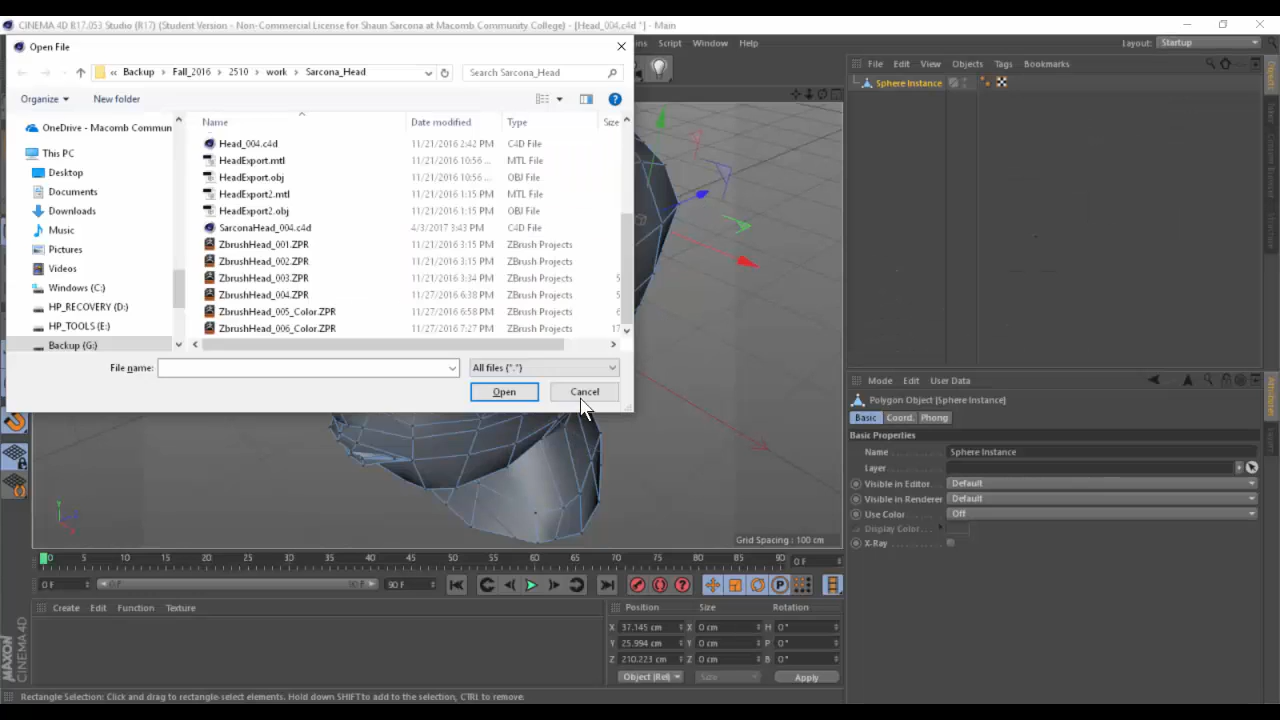 CINEMA 4D R17.053 Studio (R17) (Student Version - Non-Commercial License for Shaun Sarcona at Macomb Community College) - [Head_004.c4d *] - Main
Script Window Help
Layout: Startup
Open File
« Backup › Fall_2016 › 2510 › work › Sarcona_Head
Search Sarcona_Head
Organize New folder
File Edit View Objects Tags Bookmarks
Sphere Instance
Name Date modified Type Size
OneDrive - Macomb Commun
This PC
Desktop
Documents
Downloads
Music
Pictures
Videos
Windows (C:)
HP_RECOVERY (D:)
HP_TOOLS (E:)
Backup (G:)
Head_004.c4d 11/21/2016 2:42 PM C4D File
HeadExport.mtl 11/21/2016 10:56 ... MTL File
HeadExport.obj 11/21/2016 10:56 ... OBJ File
HeadExport2.mtl 11/21/2016 1:15 PM MTL File
HeadExport2.obj 11/21/2016 1:15 PM OBJ File
SarconaHead_004.c4d 4/3/2017 3:43 PM C4D File
ZbrushHead_001.ZPR 11/21/2016 3:15 PM ZBrush Projects
ZbrushHead_002.ZPR 11/21/2016 3:15 PM ZBrush Projects
ZbrushHead_003.ZPR 11/21/2016 3:34 PM ZBrush Projects 5
ZbrushHead_004.ZPR 11/27/2016 6:38 PM ZBrush Projects 5
ZbrushHead_005_Color.ZPR 11/27/2016 6:58 PM ZBrush Projects 6
ZbrushHead_006_Color.ZPR 11/27/2016 7:27 PM ZBrush Projects 17
File name: All files (*.*)
Open Cancel
Mode Edit User Data
Polygon Object [Sphere Instance]
Basic Coord. Phong
Basic Properties
Name Sphere Instance
Layer
Visible in Editor Default
Visible in Renderer Default
Use Color Off
Display Color
X-Ray
Objects
Content Browser
Structure
Attributes
Layers
Grid Spacing : 100 cm
0 5 10 15 20 25 30 35 40 45 50 55 60 65 70 75 80 85 90 0 F
0 F 0 F 90 F 90 F
Create Edit Function Texture
Position Size Rotation
X 37.145 cm X 0 cm H 0 °
Y 25.994 cm Y 0 cm P 0 °
Z 210.223 cm Z 0 cm B 0 °
Object (Rel) Size Apply
MAXON CINEMA 4D
Rectangle Selection: Click and drag to rectangle-select elements. Hold down SHIFT to add to the selection, CTRL to remove.